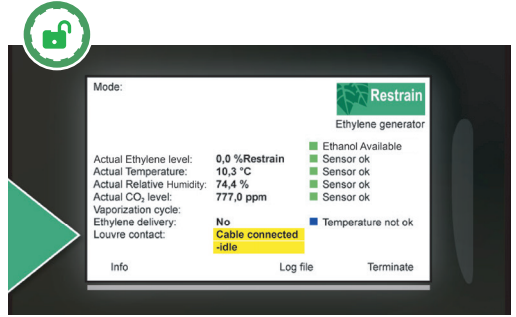 Mode:
Restrain
Ethylene generator
Ethanol Available
Actual Ethylene level: 0,0 %Restrain Sensor ok
Actual Temperature: 10,3 °C Sensor ok
Actual Relative Humidity: 74,4 % Sensor ok
Actual CO₂ level: 777,0 ppm Sensor ok
Vaporization cycle:
Ethylene delivery: No Temperature not ok
Louvre contact: Cable connected
-idle
Info Log file Terminate